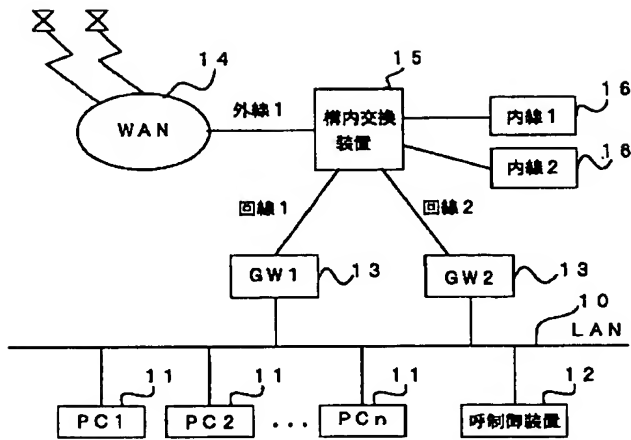 14
15
16
WAN
外線1
構内交換
装置
内線1
内線2
18
回線1
回線2
GW1
13
GW2
13
10
LAN
11
11
11
12
PC1
PC2
...
PCn
呼制御装置